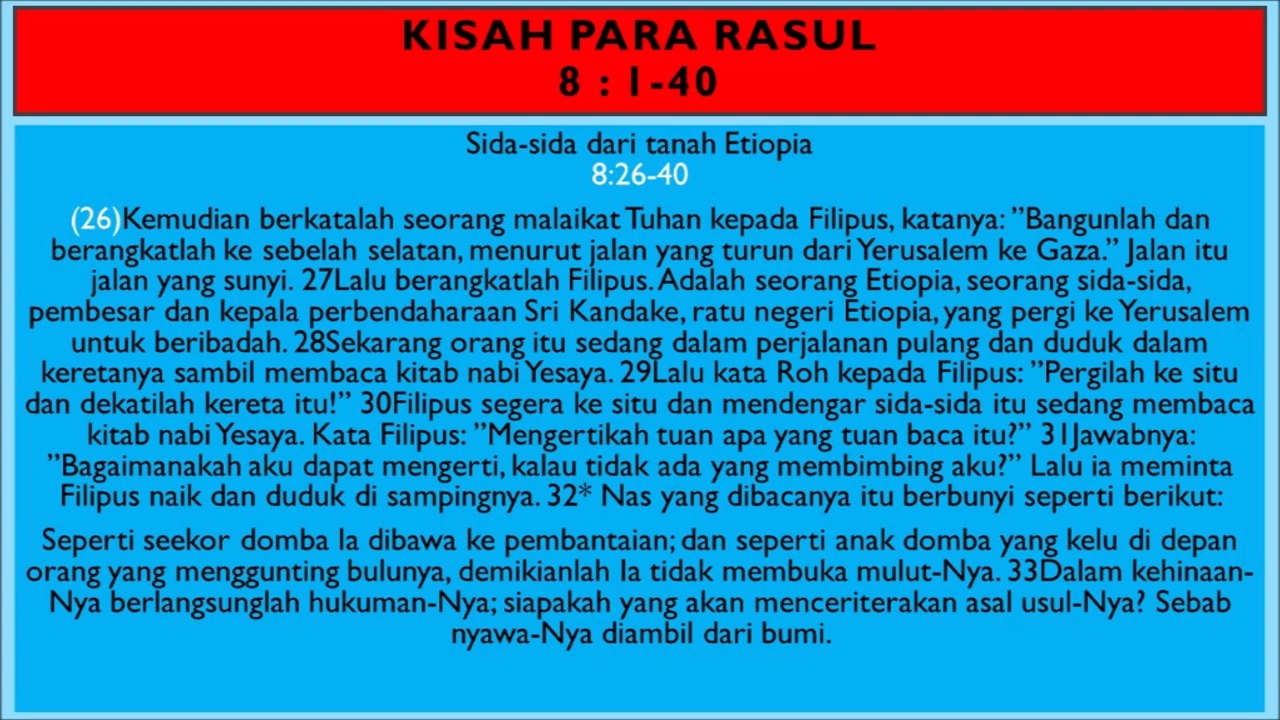 KISAH PARA RASUL
8 : 1-40
Sida-sida dari tanah Etiopia
8:26-40
(26)Kemudian berkatalah seorang malaikat Tuhan kepada Filipus, katanya: ”Bangunlah dan
berangkatlah ke sebelah selatan, menurut jalan yang turun dari Yerusalem ke Gaza.” Jalan itu
jalan yang sunyi. 27Lalu berangkatlah Filipus. Adalah seorang Etiopia, seorang sida-sida,
pembesar dan kepala perbendaharaan Sri Kandake, ratu negeri Etiopia, yang pergi ke Yerusalem
untuk beribadah. 28Sekarang orang itu sedang dalam perjalanan pulang dan duduk dalam
keretanya sambil membaca kitab nabi Yesaya. 29Lalu kata Roh kepada Filipus: ”Pergilah ke situ
dan dekatilah kereta itu!” 30Filipus segera ke situ dan mendengar sida-sida itu sedang membaca
kitab nabi Yesaya. Kata Filipus: ”Mengertikah tuan apa yang tuan baca itu?” 31Jawabnya:
”Bagaimanakah aku dapat mengerti, kalau tidak ada yang membimbing aku?” Lalu ia meminta
Filipus naik dan duduk di sampingnya. 32* Nas yang dibacanya itu berbunyi seperti berikut:
Seperti seekor domba Ia dibawa ke pembantaian; dan seperti anak domba yang kelu di depan
orang yang menggunting bulunya, demikianlah Ia tidak membuka mulut-Nya. 33Dalam kehinaan-
Nya berlangsunglah hukuman-Nya; siapakah yang akan menceriterakan asal usul-Nya? Sebab
nyawa-Nya diambil dari bumi.